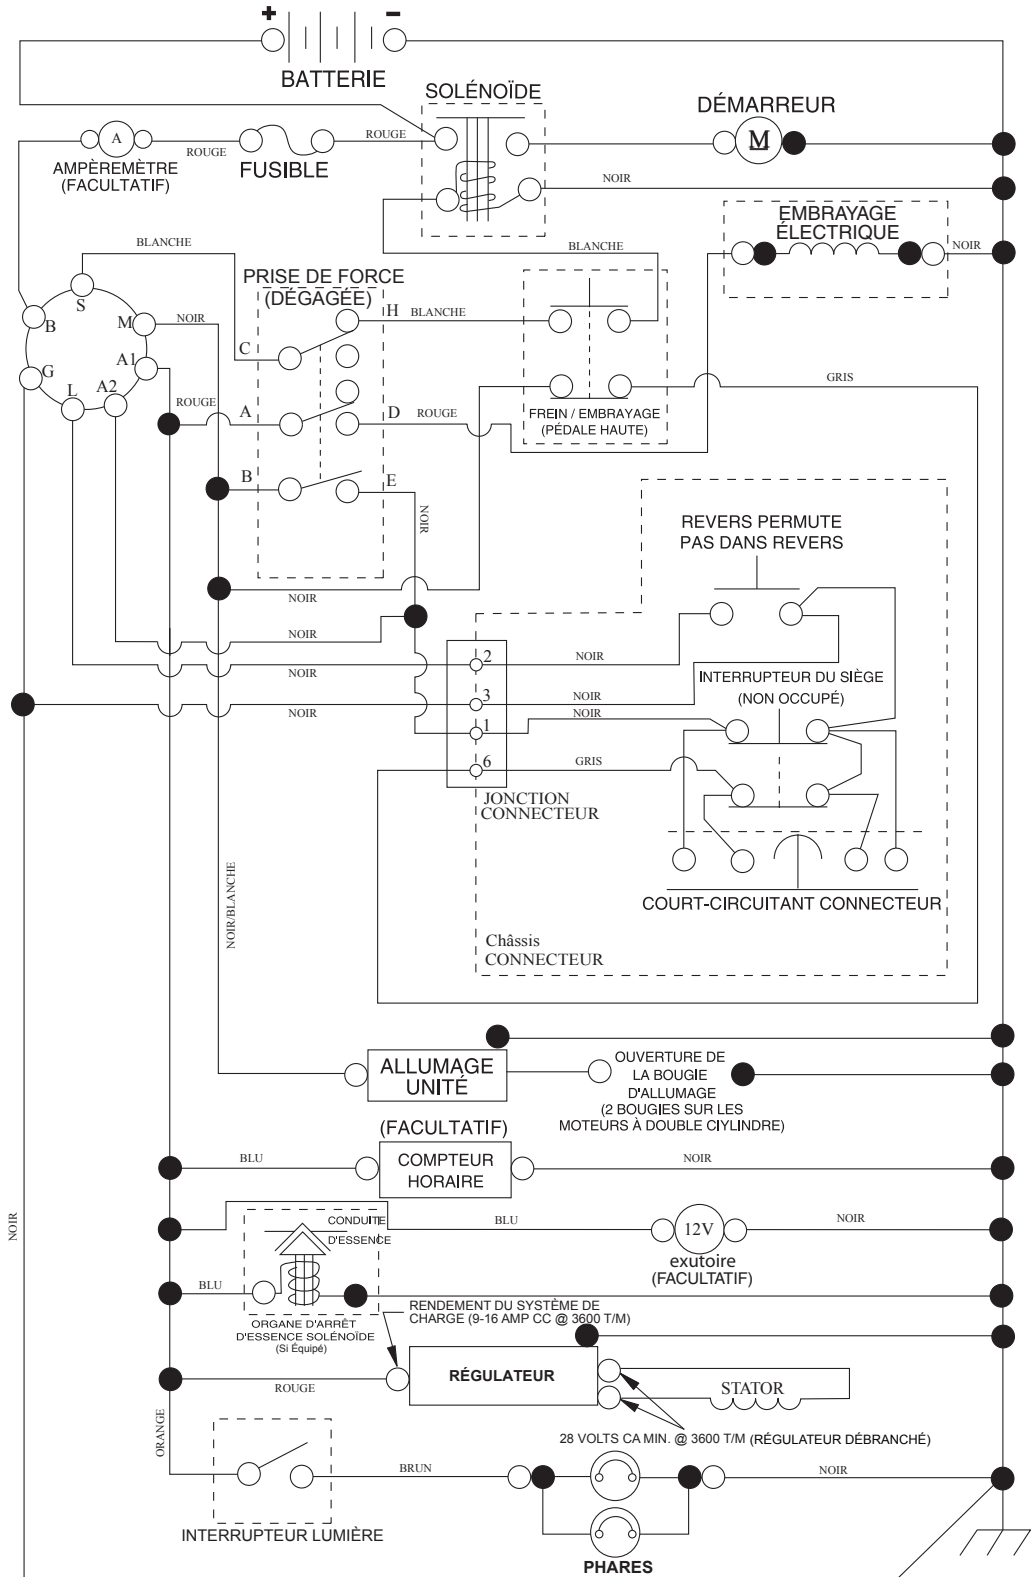 + −
BATTERIE
SOLÉNOÏDE
DÉMARREUR
A
ROUGE
ROUGE
M
AMPÈREMÈTRE
(FACULTATIF)
FUSIBLE
NOIR
EMBRAYAGE
ÉLECTRIQUE
BLANCHE
BLANCHE
NOIR
PRISE DE FORCE
(DÉGAGÉE)
S
B
M
NOIR
H
BLANCHE
C
A1
G
L
A2
GRIS
ROUGE
A
D
ROUGE
FREIN / EMBRAYAGE
(PÉDALE HAUTE)
B
E
NOIR
REVERS PERMUTE
PAS DANS REVERS
NOIR
NOIR
2
NOIR
NOIR
INTERRUPTEUR DU SIÈGE
(NON OCCUPÉ)
3
NOIR
NOIR
NOIR
1
6
GRIS
JONCTION
CONNECTEUR
NOIR/BLANCHE
COURT-CIRCUITANT CONNECTEUR
Châsis
CONNECTEUR
ALLUMAGE
UNITÉ
OUVERTURE DE
LA BOUGIE
D'ALLUMAGE
(2 BOUGIES SUR LES
MOTEURS À DOUBLE CIYLINDRE)
(FACULTATIF)
COMPTEUR
HORAIRE
BLU
NOIR
NOIR
CONDUITE
D'ESSENCE
BLU
12V
NOIR
exutoire
(FACULTATIF)
BLU
ORGANE D'ARRÊT
D'ESSENCE SOLÉNOÏDE
(Si Équipé)
RENDEMENT DU SYSTÈME DE
CHARGE (9-16 AMP CC @ 3600 T/M)
RÉGULATEUR
ROUGE
STATOR
28 VOLTS CA MIN. @ 3600 T/M (RÉGULATEUR DÉBRANCHÉ)
ORANGE
BRUN
NOIR
INTERRUPTEUR LUMIÈRE
PHARES